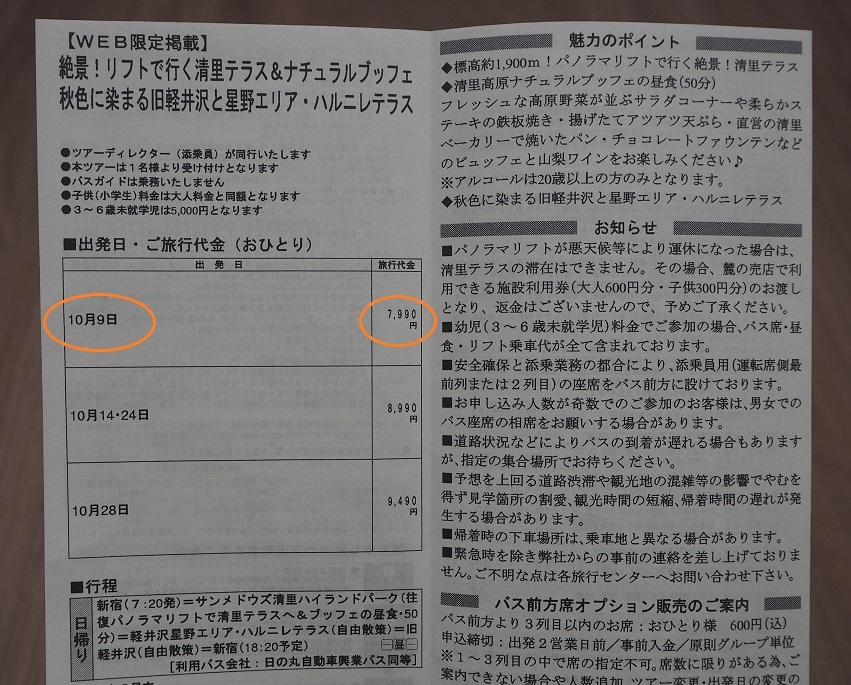 【WEB限定掲載】
絶景！リフトで行く清里テラス＆ナチュラルブッフェ
秋色に染まる旧軽井沢と星野エリア・ハルニレテラス
●ツアーディレクター（添乗員）が同行いたします
●本ツアーは１名様より受け付けとなります
●バスガイドは乗務いたしません
●子供(小学生)料金は大人料金と同額となります
●３～６歳未就学児は5,000円となります
■出発日・ご旅行代金（おひとり）
出発日 旅行代金
10月9日 7,990円
10月14・24日 8,990円
10月28日 9,490円
■行程
日帰り
新宿(７:20発)＝サンメドウズ清里ハイランドパーク(往
復パノラマリフトで清里テラスへ＆ブッフェの昼食・50
分)＝軽井沢星野エリア・ハルニレテラス(自由散策)＝旧
軽井沢(自由散策)＝新宿(18:20予定) ―昼―
[利用バス会社：日の丸自動車興業バス同等]
魅力のポイント
◆標高約1,900ｍ！パノラマリフトで行く絶景！清里テラス
◆清里高原ナチュラルブッフェの昼食(50分)
フレッシュな高原野菜が並ぶサラダコーナーや柔らかス
テーキの鉄板焼き・揚げたてアツアツ天ぷら・直営の清里
ベーカリーで焼いたパン・チョコレートファウンテンなど
のビュッフェと山梨ワインをお楽しみください♪
※アルコールは20歳以上の方のみとなります。
◆秋色に染まる旧軽井沢と星野エリア・ハルニレテラス
お知らせ
■パノラマリフトが悪天候等により運休になった場合は、
清里テラスの滞在はできません。その場合、麓の売店で利
用できる施設利用券(大人600円分・子供300円分)のお渡し
となり、返金はございませんので、予めご了承ください。
■幼児(３～６歳未就学児)料金でご参加の場合、バス席・昼
食・リフト乗車代が全て含まれております。
■安全確保と添乗業務の都合により、添乗員用(運転席側最
前列または２列目)の座席をバス前方に設けております。
■お申し込み人数が奇数でのご参加のお客様は、男女での
バス座席の相席をお願いする場合があります。
■道路状況などによりバスの到着が遅れる場合もあります
が、指定の集合場所でお待ちください。
■予想を上回る道路渋滞や観光地の混雑等の影響でやむを
得ず見学箇所の割愛、観光時間の短縮、帰着時間の遅れが発
生する場合があります。
■帰着時の下車場所は、乗車地と異なる場合があります。
■緊急時を除き弊社からの事前の連絡を差し上げておりま
せん。ご不明な点は各旅行センターへお問い合わせ下さい。
バス前方席オプション販売のご案内
バス前方より３列目以内のお席：おひとり様 600円(込)
申込締切：出発２営業日前／事前入金／原則グループ単位
※１～３列目の中で席の指定不可。席数に限りがある為、ご
案内できない場合や人数追加、ツアー変更・出発日の変更の